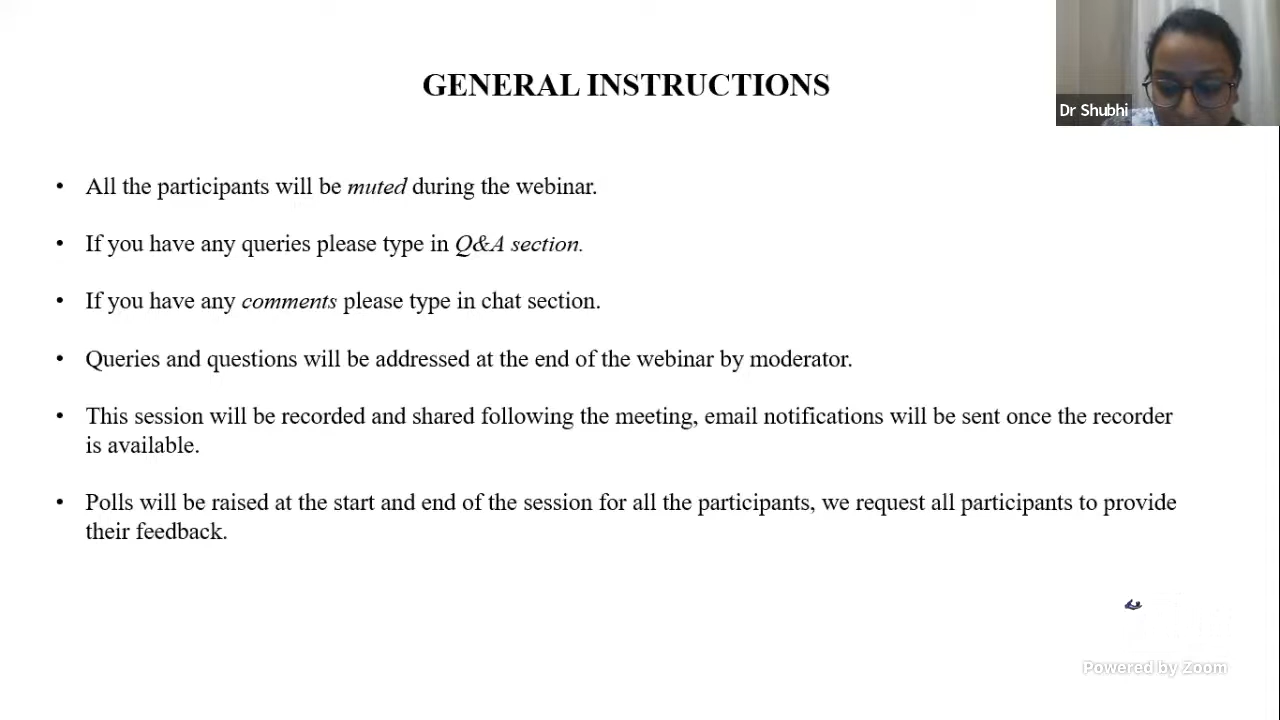 GENERAL INSTRUCTIONS
Dr Shubhi
• All the participants will be muted during the webinar.
• If you have any queries please type in Q&A section.
• If you have any comments please type in chat section.
• Queries and questions will be addressed at the end of the webinar by moderator.
• This session will be recorded and shared following the meeting, email notifications will be sent once the recorder
is available.
• Polls will be raised at the start and end of the session for all the participants, we request all participants to provide
their feedback.
Powered by Zoom